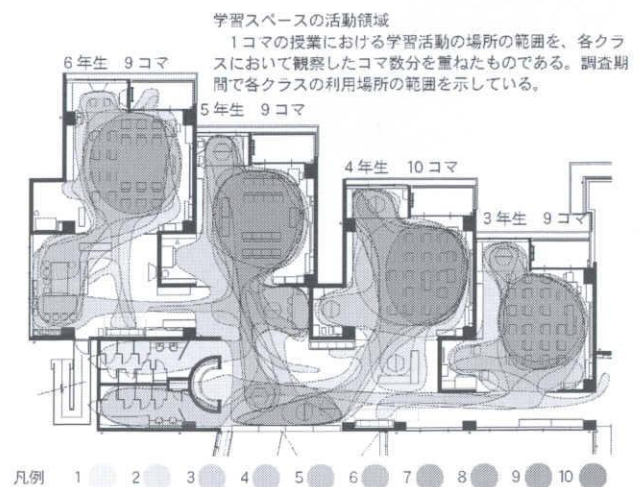 学習スペースの活動領域
1コマの授業における学習活動の場所の範囲を、各クラ
スにおいて観察したコマ数分を重ねたものである。調査期
間で各クラスの利用場所の範囲を示している。
6年生 9コマ
5年生 9コマ
4年生 10コマ
3年生 9コマ
凡例 1 2 3 4 5 6 7 8 9 10